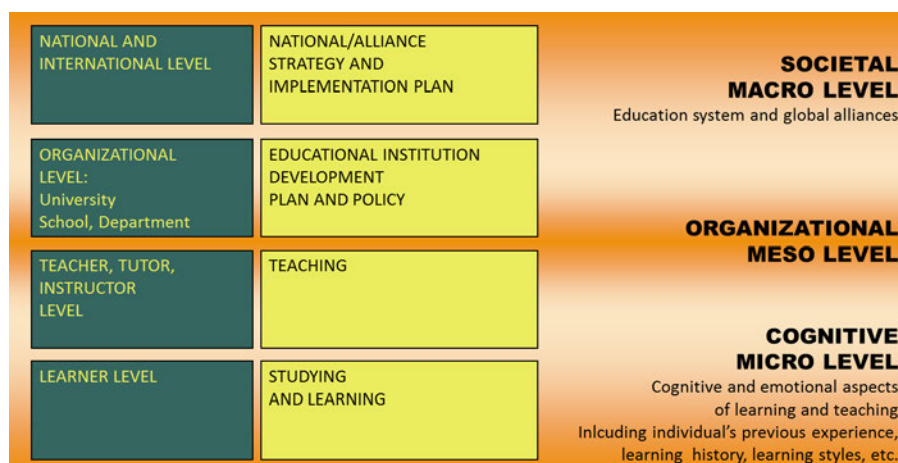 NATIONAL AND
INTERNATIONAL LEVEL
NATIONAL/ALLIANCE
STRATEGY AND
IMPLEMENTATION PLAN
SOCIETAL
MACRO LEVEL
Education system and global alliances
ORGANIZATIONAL
LEVEL:
University
School, Department
EDUCATIONAL INSTITUTION
DEVELOPMENT
PLAN AND POLICY
ORGANIZATIONAL
MESO LEVEL
TEACHER, TUTOR,
INSTRUCTOR
LEVEL
TEACHING
LEARNER LEVEL
STUDYING
AND LEARNING
COGNITIVE
MICRO LEVEL
Cognitive and emotional aspects
of learning and teaching
Inlcuding individual's previous experience,
learning history, learning styles, etc.